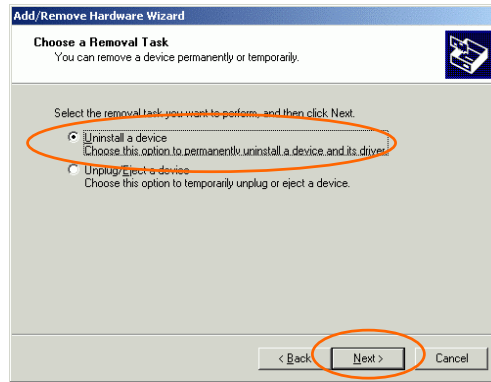 Add/Remove Hardware Wizard
Choose a Removal Task
You can remove a device permanently or temporarily.
Select the removal task you want to perform, and then click Next.
Uninstall a device
Choose this option to permanently uninstall a device and its driver.
Unplug/Eject a device
Choose this option to temporarily unplug or eject a device.
< Back
Next >
Cancel